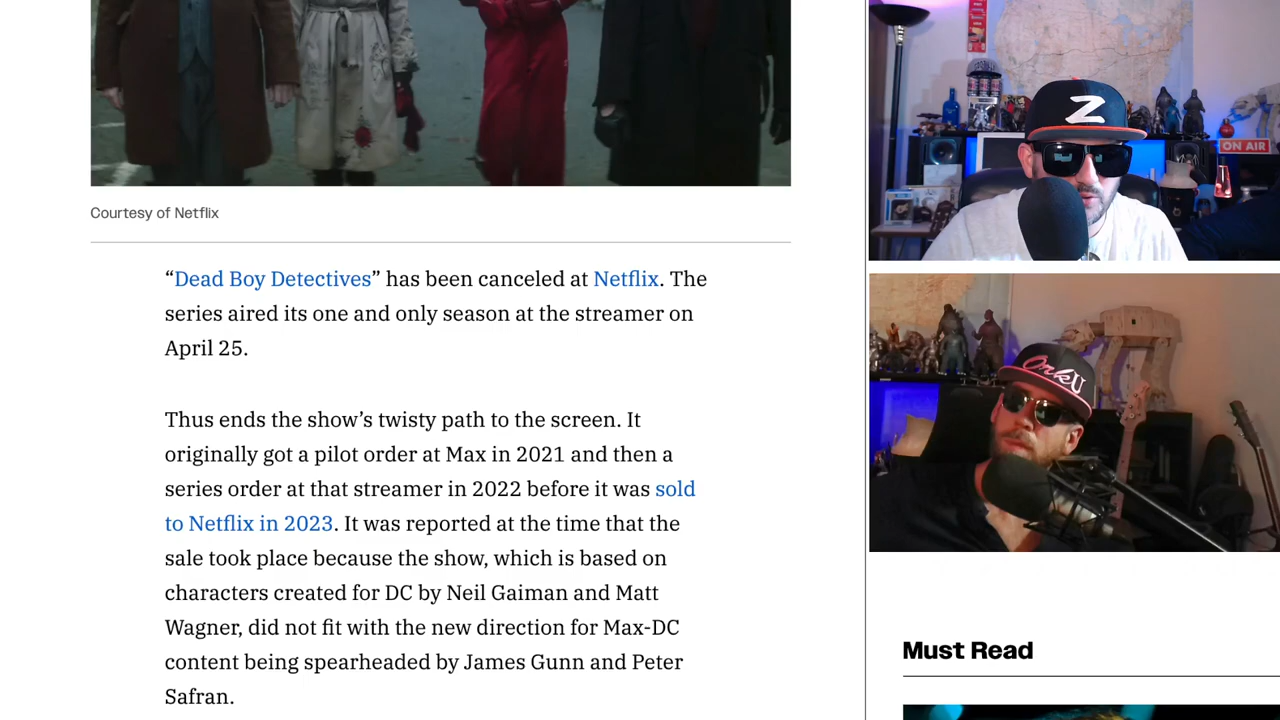 Courtesy of Netflix
“Dead Boy Detectives” has been canceled at Netflix. The
series aired its one and only season at the streamer on
April 25.
Thus ends the show’s twisty path to the screen. It
originally got a pilot order at Max in 2021 and then a
series order at that streamer in 2022 before it was sold
to Netflix in 2023. It was reported at the time that the
sale took place because the show, which is based on
characters created for DC by Neil Gaiman and Matt
Wagner, did not fit with the new direction for Max-DC
content being spearheaded by James Gunn and Peter
Safran.
Z
ON AIR
OnkU
Must Read